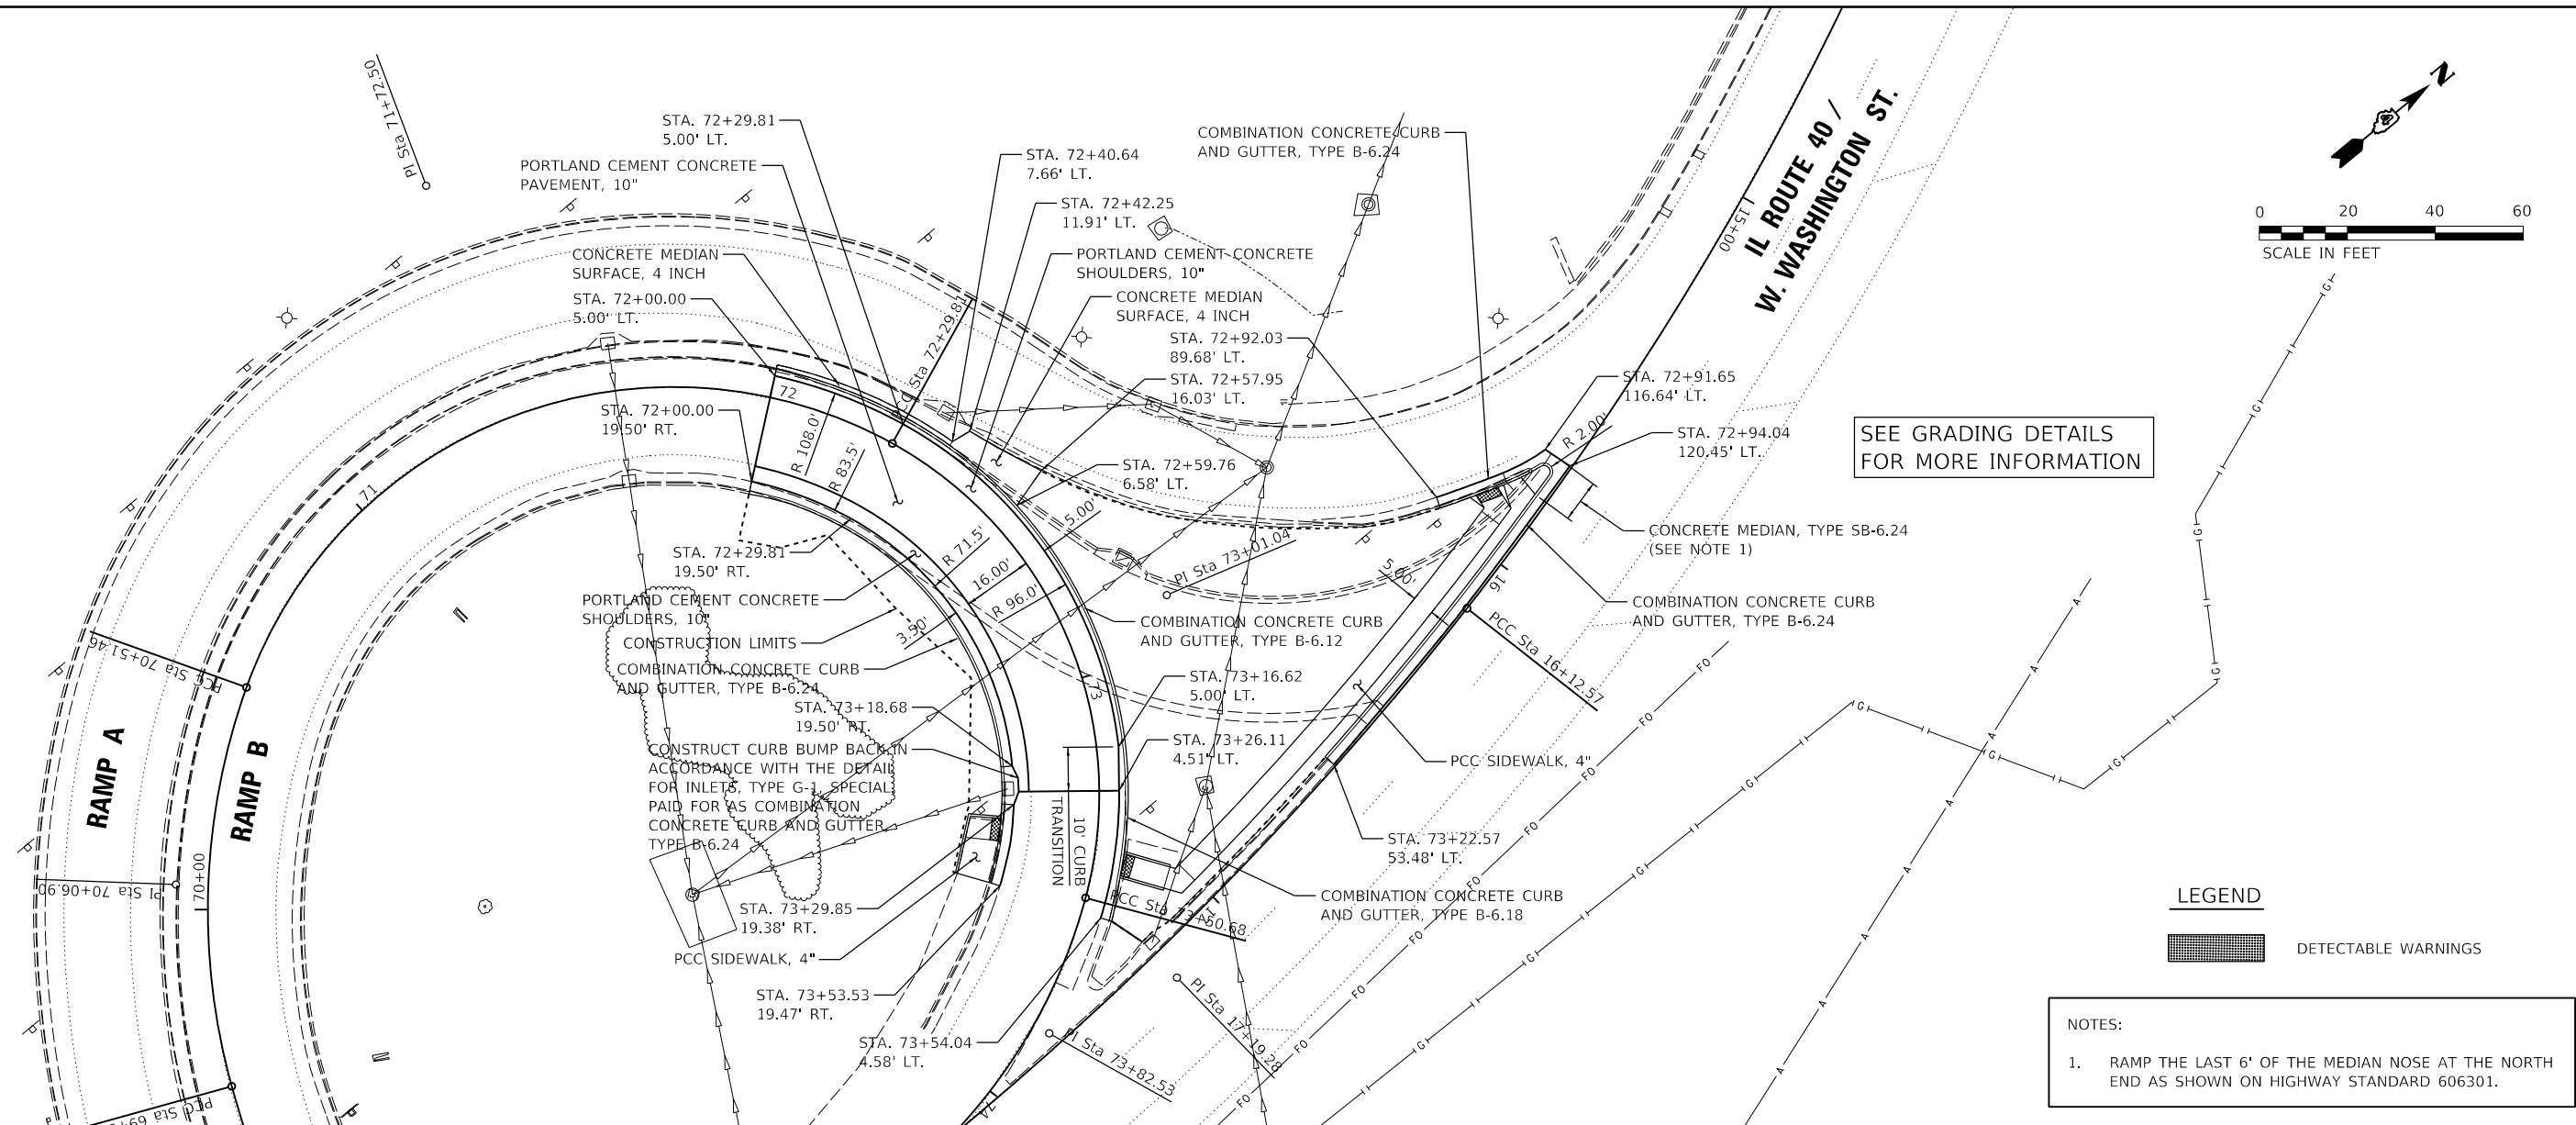 PI Sta 71+72.50
STA. 72+29.81
5.00' LT.
PORTLAND CEMENT CONCRETE
PAVEMENT, 10"
CONCRETE MEDIAN
SURFACE, 4 INCH
STA. 72+00.00
5.00' LT.
STA. 72+00.00
19.50' RT.
STA. 72+40.64
7.66' LT.
STA. 72+42.25
11.91' LT.
PORTLAND CEMENT CONCRETE
SHOULDERS, 10"
CONCRETE MEDIAN
SURFACE, 4 INCH
STA. 72+92.03
89.68' LT.
STA. 72+57.95
16.03' LT.
STA. 72+59.76
6.58' LT.
COMBINATION CONCRETE CURB
AND GUTTER, TYPE B-6.24
IL ROUTE 40 /
W. WASHINGTON ST.
15+00
N
0 20 40 60
SCALE IN FEET
STA. 72+91.65
116.64' LT.
R 2.00'
STA. 72+94.04
120.45' LT.
SEE GRADING DETAILS
FOR MORE INFORMATION
CONCRETE MEDIAN, TYPE SB-6.24
(SEE NOTE 1)
COMBINATION CONCRETE CURB
AND GUTTER, TYPE B-6.24
16
PCC Sta 16+12.57
5.00'
PCC Sta 72+29.81
72
71
R 108.0'
R 83.5'
R 71.5'
16.00'
R 96.0'
5.00'
3.50'
PI Sta 73+01.04
STA. 72+29.81
19.50' RT.
PORTLAND CEMENT CONCRETE
SHOULDERS, 10"
CONSTRUCTION LIMITS
COMBINATION CONCRETE CURB
AND GUTTER, TYPE B-6.24
STA. 73+18.68
19.50' RT.
CONSTRUCT CURB BUMP BACK IN
ACCORDANCE WITH THE DETAIL
FOR INLETS, TYPE G-1, SPECIAL
PAID FOR AS COMBINATION
CONCRETE CURB AND GUTTER,
TYPE B-6.24
STA. 73+29.85
19.38' RT.
PCC SIDEWALK, 4"
STA. 73+53.53
19.47' RT.
STA. 73+54.04
4.58' LT.
COMBINATION CONCRETE CURB
AND GUTTER, TYPE B-6.12
STA. 73+16.62
5.00' LT.
73
STA. 73+26.11
4.51' LT.
10' CURB
TRANSITION
PCC SIDEWALK, 4"
STA. 73+22.57
53.48' LT.
COMBINATION CONCRETE CURB
AND GUTTER, TYPE B-6.18
PCC Sta 73+50.68
17
PI Sta 17+19.28
PI Sta 73+82.53
74
PCC Sta 70+51.46
RAMP A
RAMP B
70+00
PI Sta 70+06.90
LEGEND
DETECTABLE WARNINGS
NOTES:
1. RAMP THE LAST 6' OF THE MEDIAN NOSE AT THE NORTH
END AS SHOWN ON HIGHWAY STANDARD 606301.